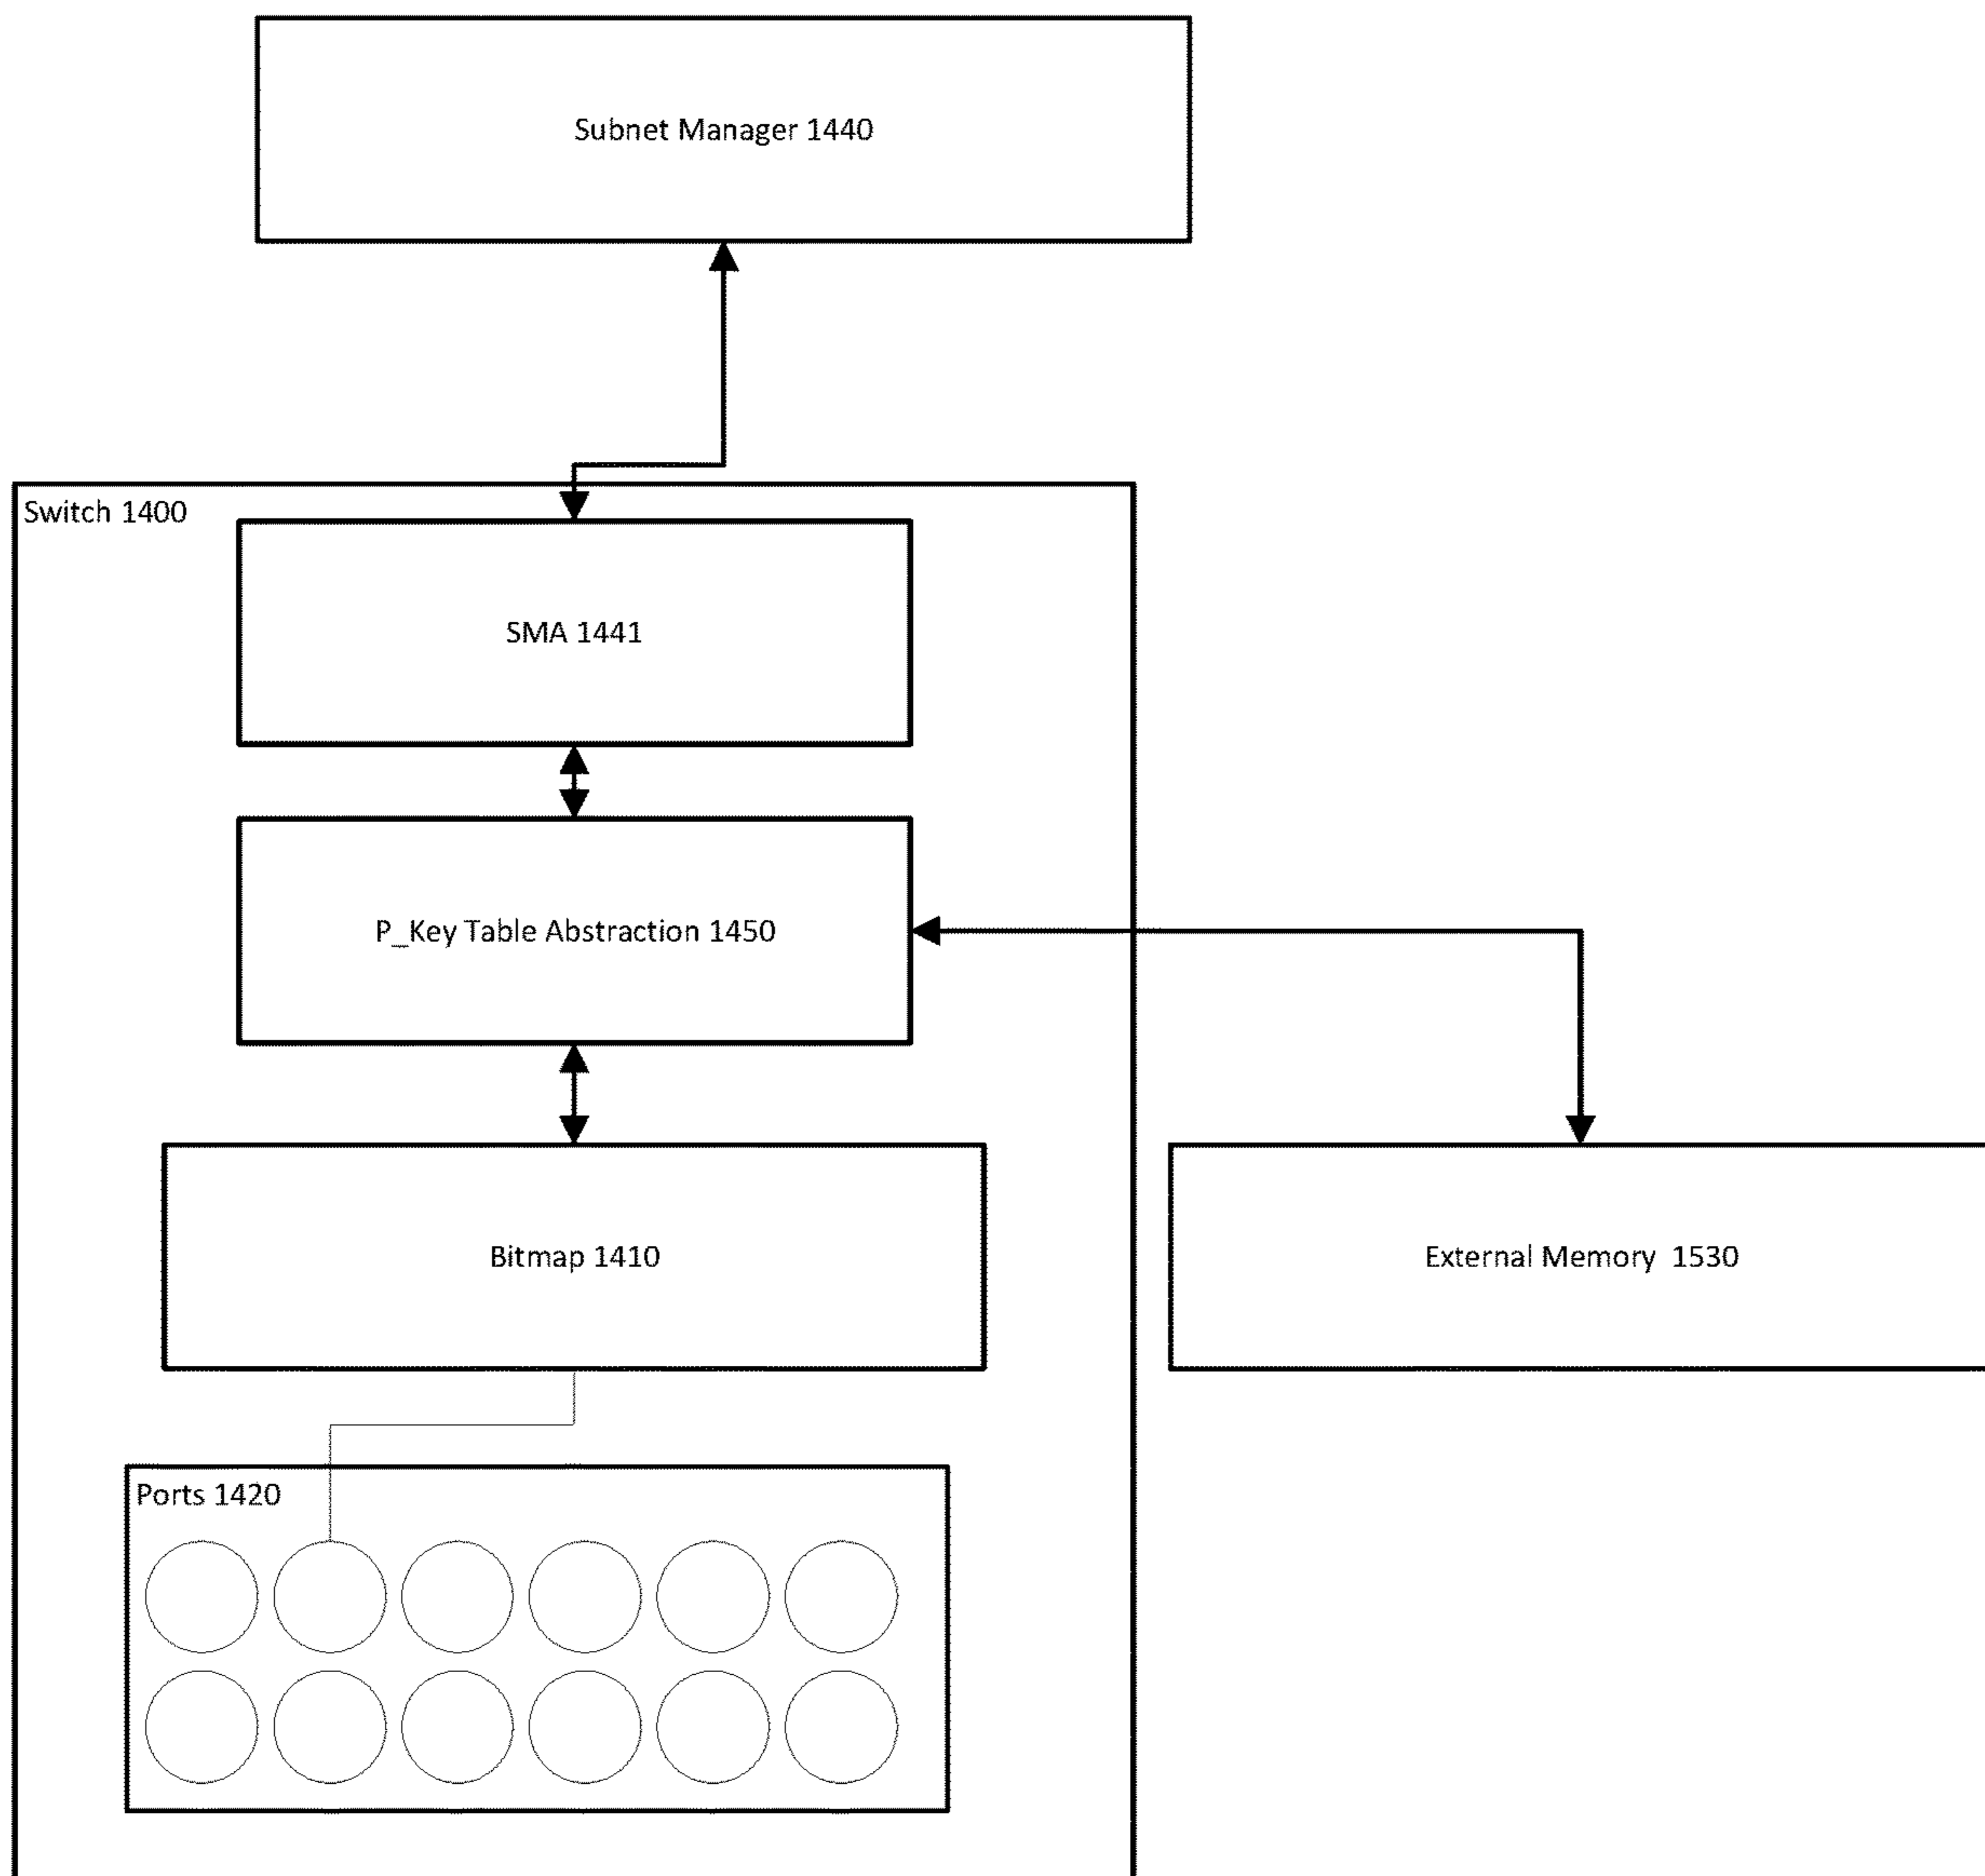 Subnet Manager 1440
Switch 1400
SMA 1441
P_Key Table Abstraction 1450
Bitmap 1410
External Memory 1530
Ports 1420